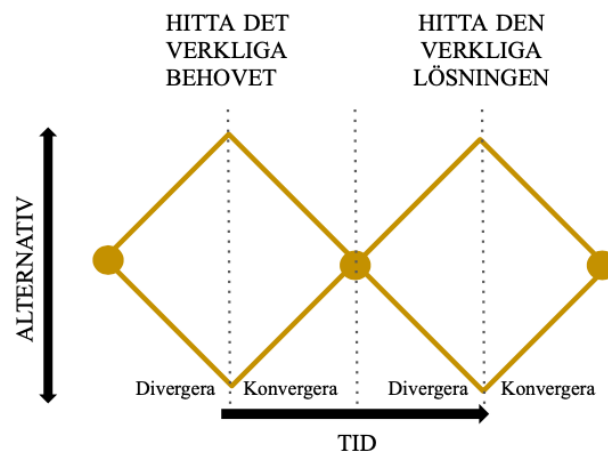 HITTA DET
VERKLIGA
BEHOVET
HITTA DEN
VERKLIGA
LÖSNINGEN
ALTERNATIV
Divergera
Konvergera
Divergera
Konvergera
TID